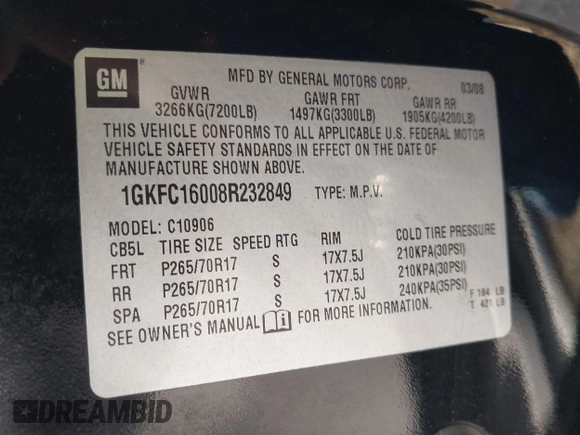 GM ®
MFD BY GENERAL MOTORS CORP. 03/08
GVWR GAWR FRT GAWR RR
3266KG(7200LB) 1497KG(3300LB) 1905KG(4200LB)
THIS VEHICLE CONFORMS TO ALL APPLICABLE U.S. FEDERAL MOTOR
VEHICLE SAFETY STANDARDS IN EFFECT ON THE DATE OF
MANUFACTURE SHOWN ABOVE.
1GKFC16008R232849 TYPE: M.P.V.
MODEL: C10906
CB5L TIRE SIZE SPEED RTG RIM COLD TIRE PRESSURE
FRT P265/70R17 S 17X7.5J 210KPA(30PSI)
RR P265/70R17 S 17X7.5J 210KPA(30PSI)
SPA P265/70R17 S 17X7.5J 240KPA(35PSI)
F 184 LB
T 421 LB
SEE OWNER'S MANUAL FOR MORE INFORMATION.
DREAMBID